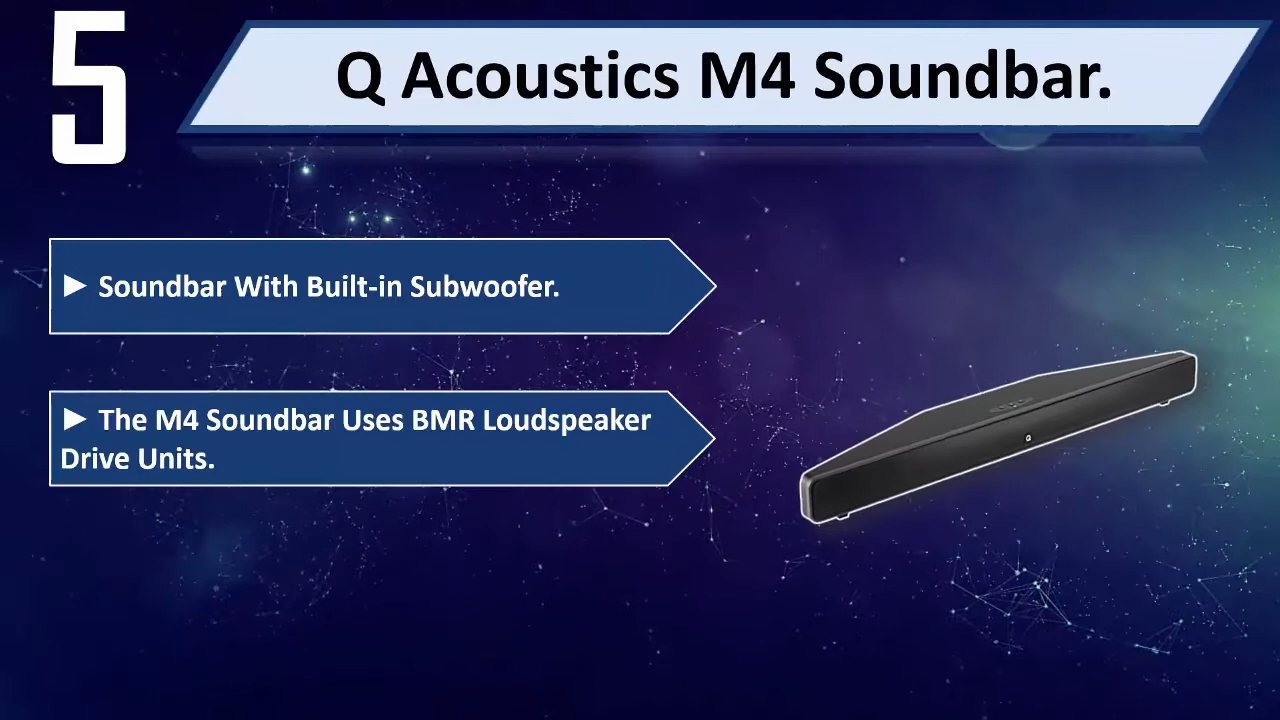 5
Q Acoustics M4 Soundbar.
► Soundbar With Built-in Subwoofer.
► The M4 Soundbar Uses BMR Loudspeaker
Drive Units.